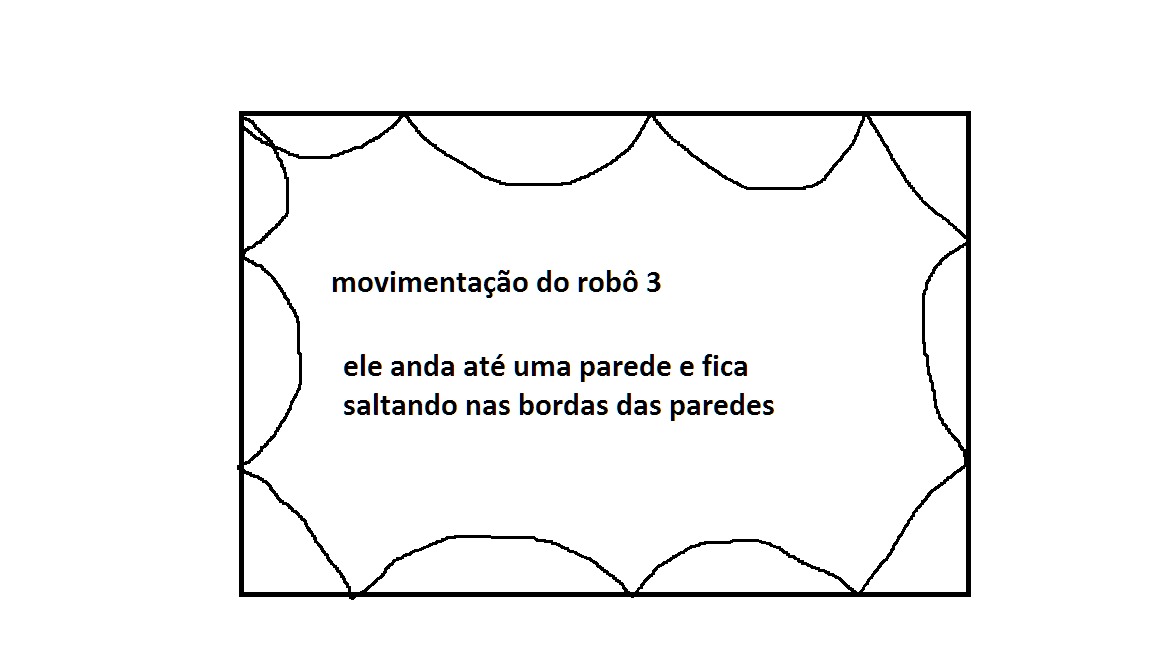 movimentação do robô 3
ele anda até uma parede e fica
saltando nas bordas das paredes